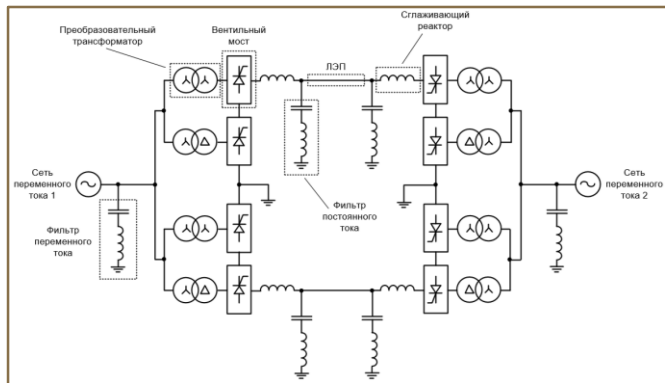 Преобразовательный
трансформатор
Вентильный
мост
Сглаживающий
реактор
ЛЭП
Сеть
переменного
тока 1
Сеть
переменного
тока 2
Фильтр
переменного
тока
Фильтр
постоянного
тока